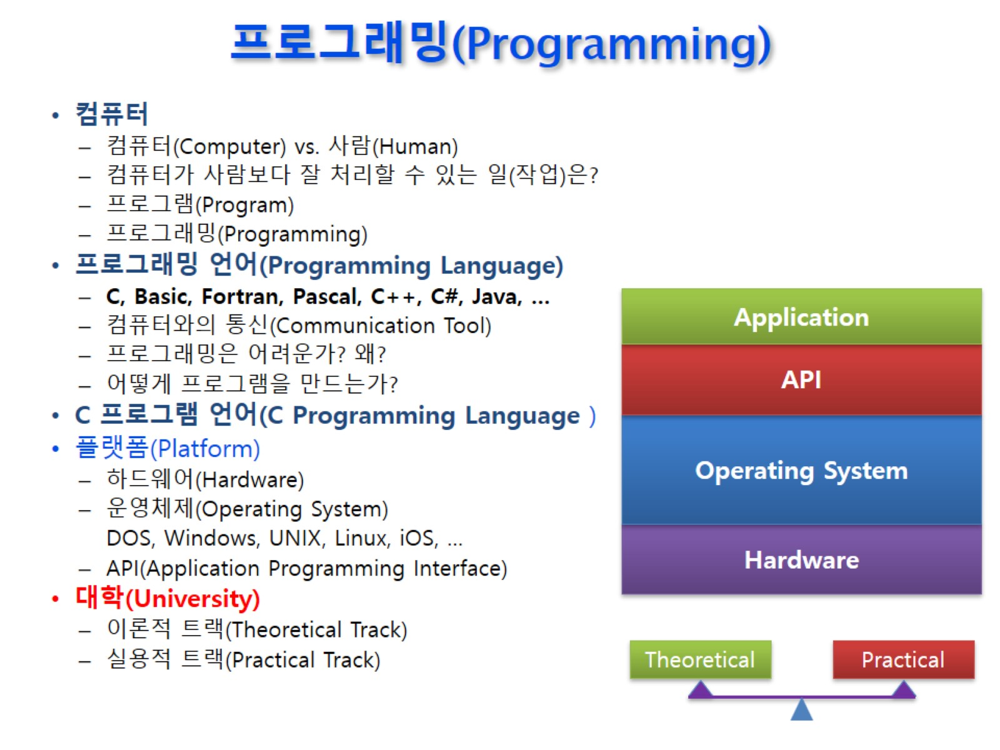 프로그래밍(Programming)
• 컴퓨터
– 컴퓨터(Computer) vs. 사람(Human)
– 컴퓨터가 사람보다 잘 처리할 수 있는 일(작업)은?
– 프로그램(Program)
– 프로그래밍(Programming)
• 프로그래밍 언어(Programming Language)
– C, Basic, Fortran, Pascal, C++, C#, Java, ...
– 컴퓨터와의 통신(Communication Tool)
– 프로그래밍은 어려운가? 왜?
– 어떻게 프로그램을 만드는가?
• C 프로그램 언어(C Programming Language )
• 플랫폼(Platform)
– 하드웨어(Hardware)
– 운영체제(Operating System)
DOS, Windows, UNIX, Linux, iOS, ...
– API(Application Programming Interface)
• 대학(University)
– 이론적 트랙(Theoretical Track)
– 실용적 트랙(Practical Track)
Application
API
Operating System
Hardware
Theoretical
Practical